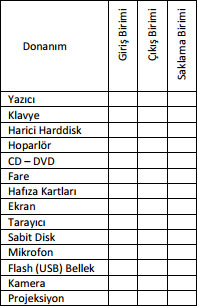 Donanım
Giriş Birimi
Çıkış Birimi
Saklama Birimi
Yazıcı
Klavye
Harici Harddisk
Hoparlör
CD – DVD
Fare
Hafıza Kartları
Ekran
Tarayıcı
Sabit Disk
Mikrofon
Flash (USB) Bellek
Kamera
Projeksiyon